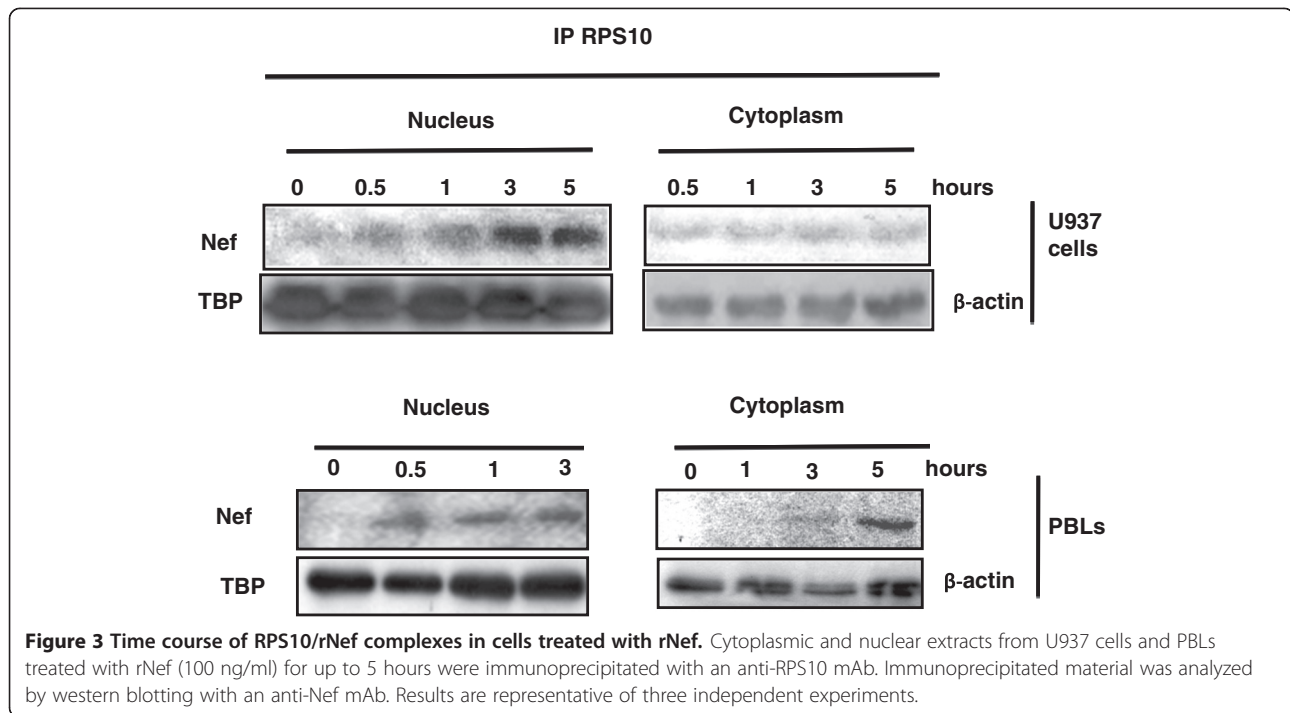 IP RPS10
Nucleus
Cytoplasm
0 0.5 1 3 5
0.5 1 3 5 hours
Nef
U937
cells
TBP
β-actin
Nucleus
Cytoplasm
0 0.5 1 3
0 1 3 5 hours
Nef
PBLs
TBP
β-actin
Figure 3 Time course of RPS10/rNef complexes in cells treated with rNef. Cytoplasmic and nuclear extracts from U937 cells and PBLs
treated with rNef (100 ng/ml) for up to 5 hours were immunoprecipitated with an anti-RPS10 mAb. Immunoprecipitated material was analyzed
by western blotting with an anti-Nef mAb. Results are representative of three independent experiments.